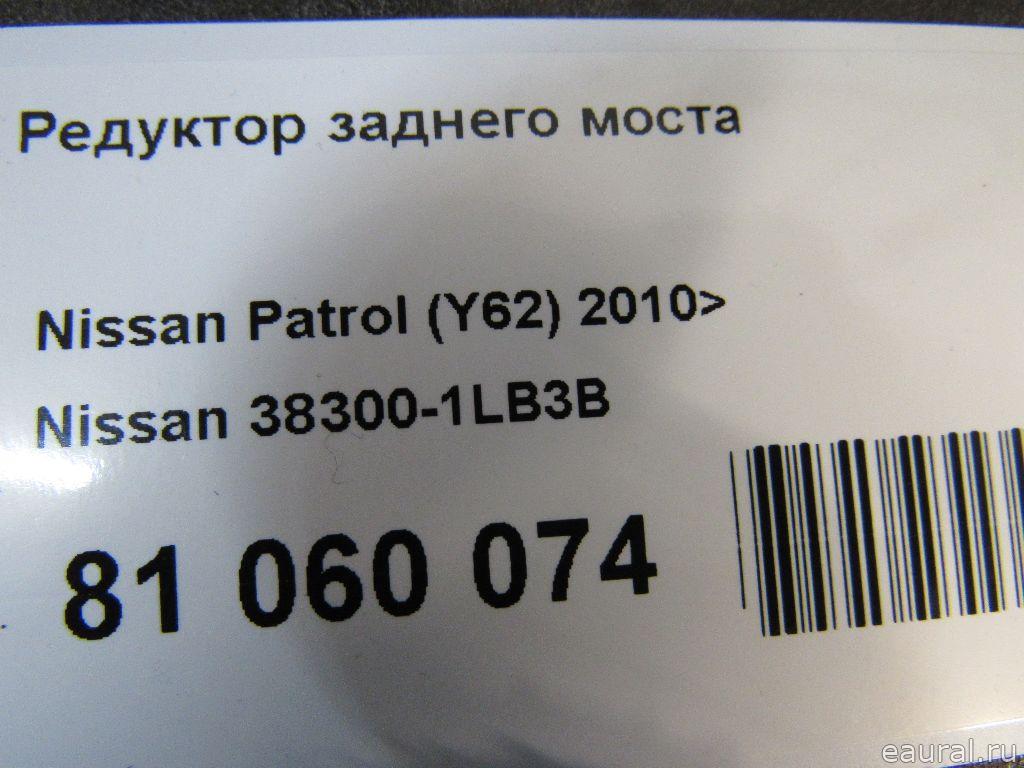 Редуктор заднего моста
Nissan Patrol (Y62) 2010>
Nissan 38300-1LB3B
81 060 074
eaural.ru